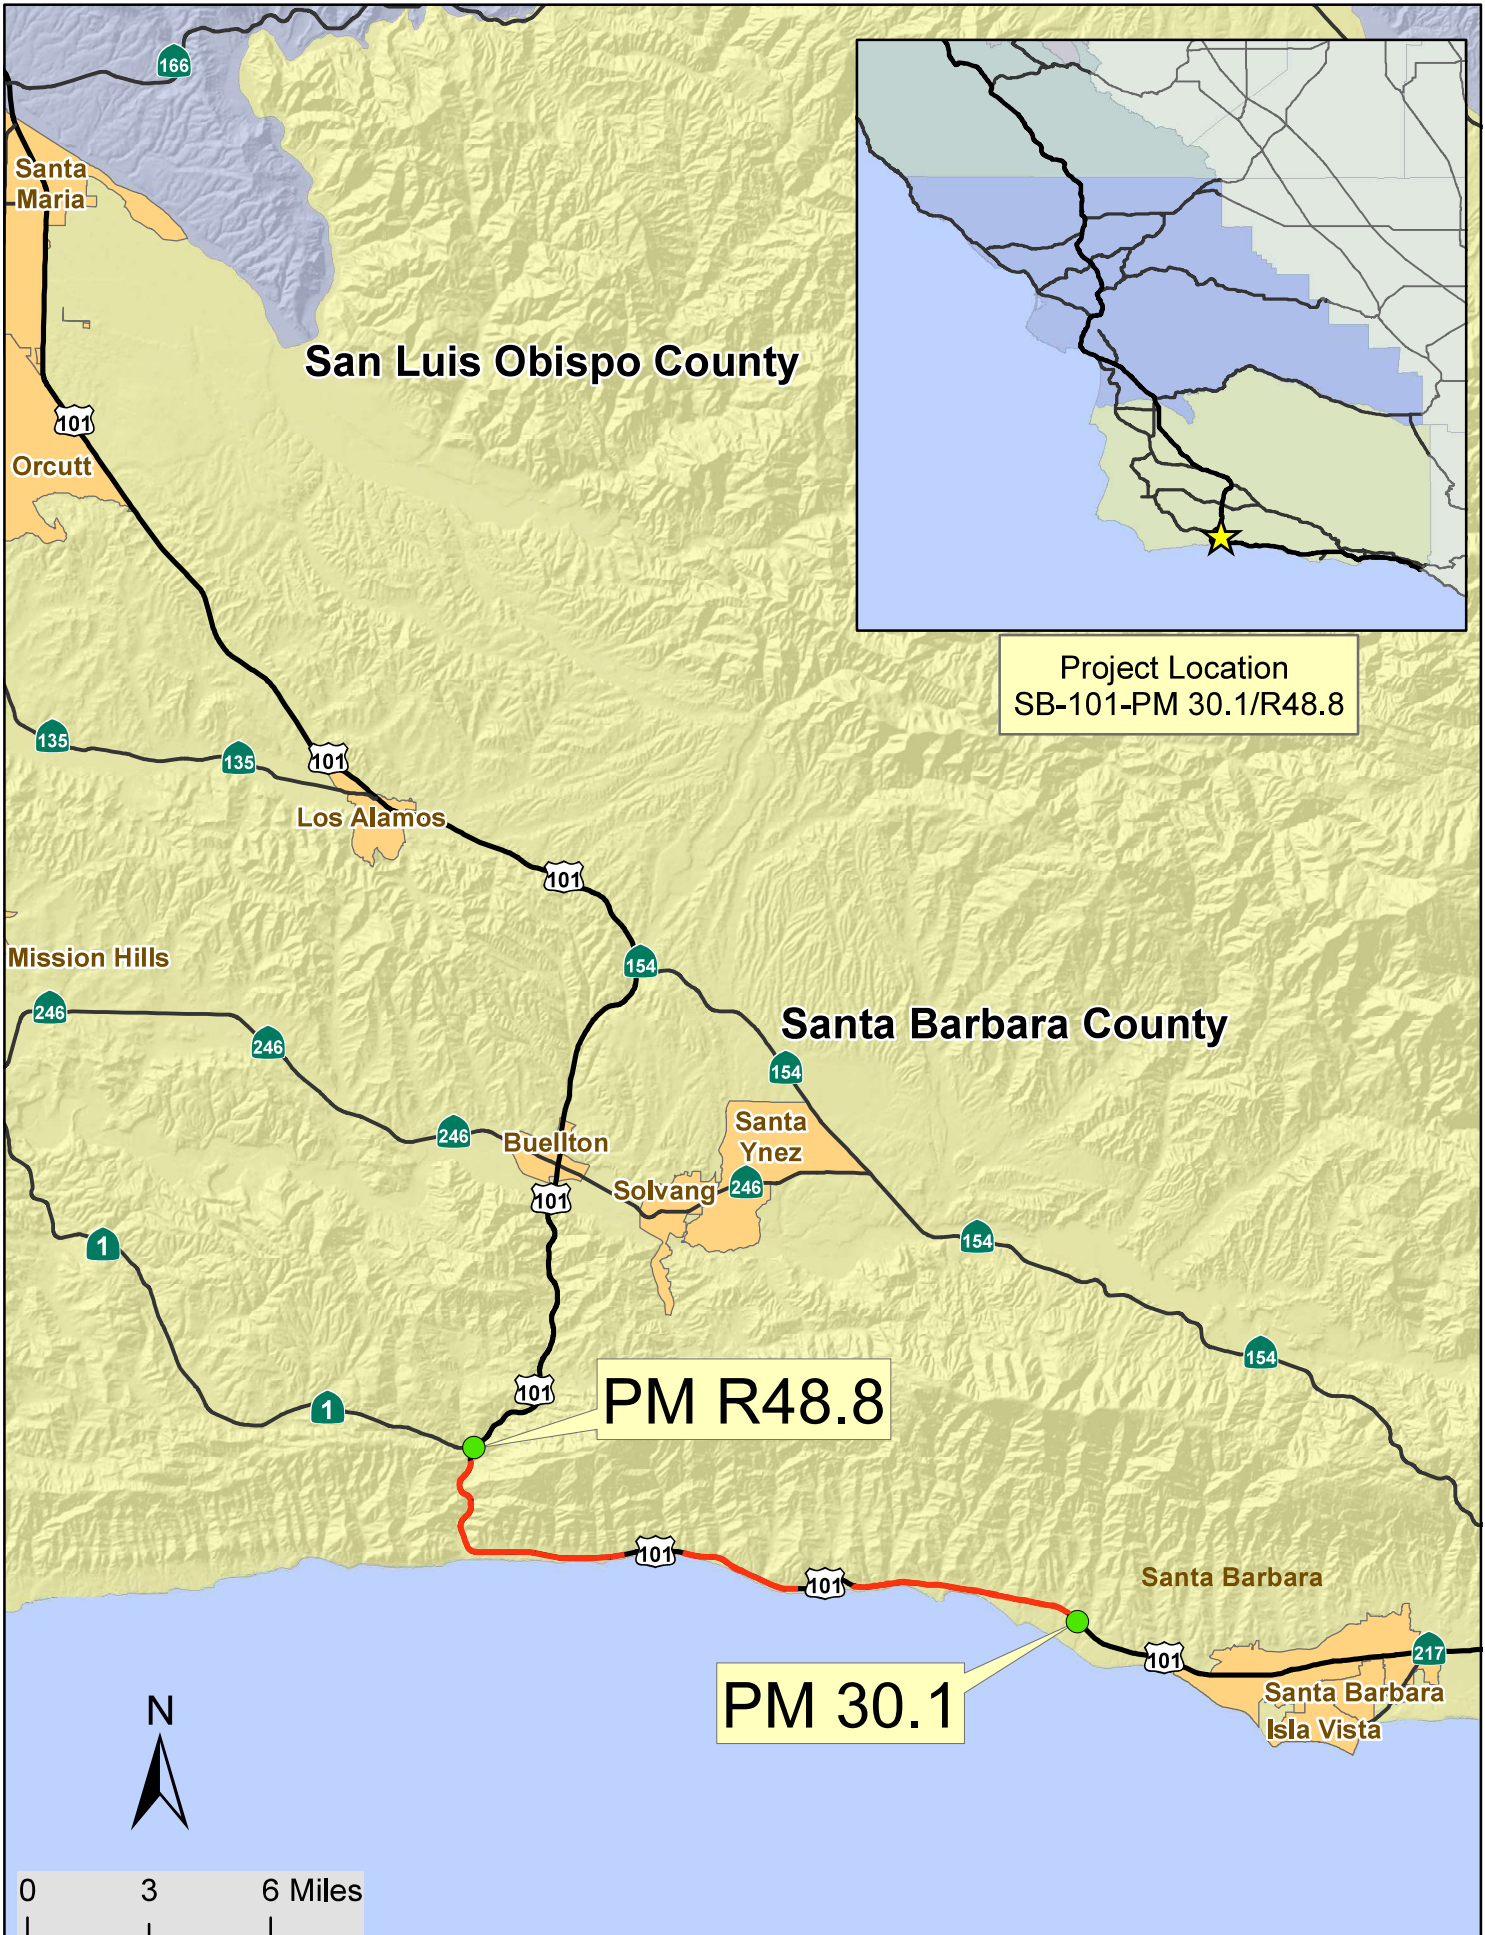 166
Santa
Maria
San Luis Obispo County
101
Orcutt
Project Location
SB-101-PM 30.1/R48.8
135
135
101
Los Alamos
101
Mission Hills
154
246
246
Santa Barbara County
154
246
Buellton
Santa
Ynez
101
Solvang
246
1
154
154
101
PM R48.8
1
101
101
Santa Barbara
PM 30.1
101
217
Santa Barbara
Isla Vista
N
0 3 6 Miles